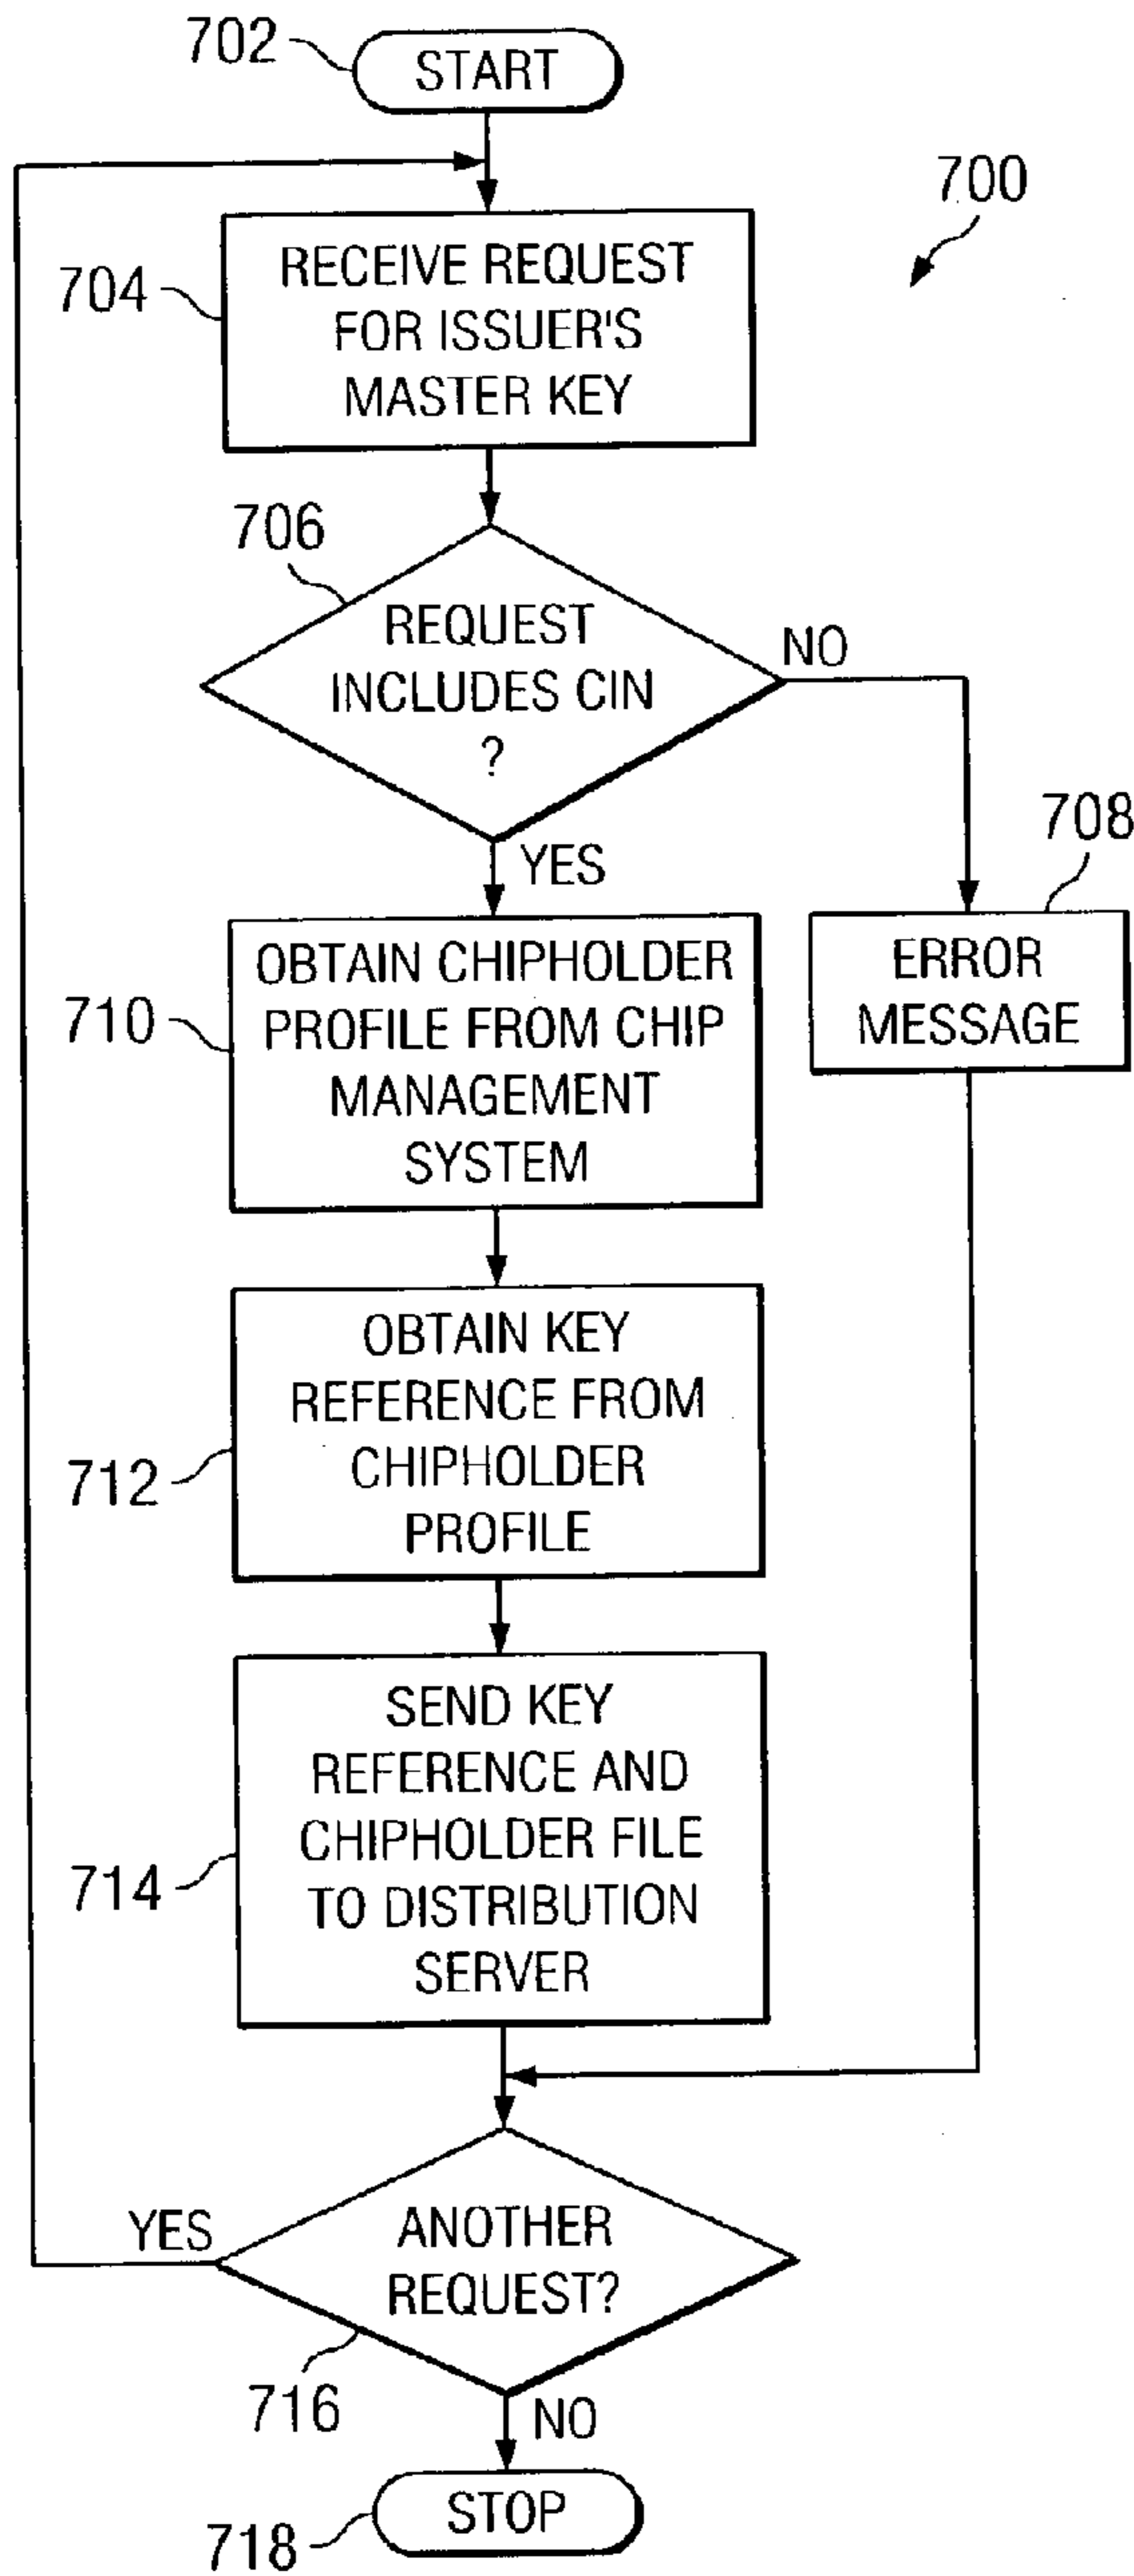 702
START
700
704
RECEIVE REQUEST
FOR ISSUER'S
MASTER KEY
706
REQUEST
INCLUDES CIN
?
NO
YES
708
ERROR
MESSAGE
710
OBTAIN CHIPHOLDER
PROFILE FROM CHIP
MANAGEMENT
SYSTEM
712
OBTAIN KEY
REFERENCE FROM
CHIPHOLDER
PROFILE
714
SEND KEY
REFERENCE AND
CHIPHOLDER FILE
TO DISTRIBUTION
SERVER
YES
ANOTHER
REQUEST?
716
NO
718
STOP